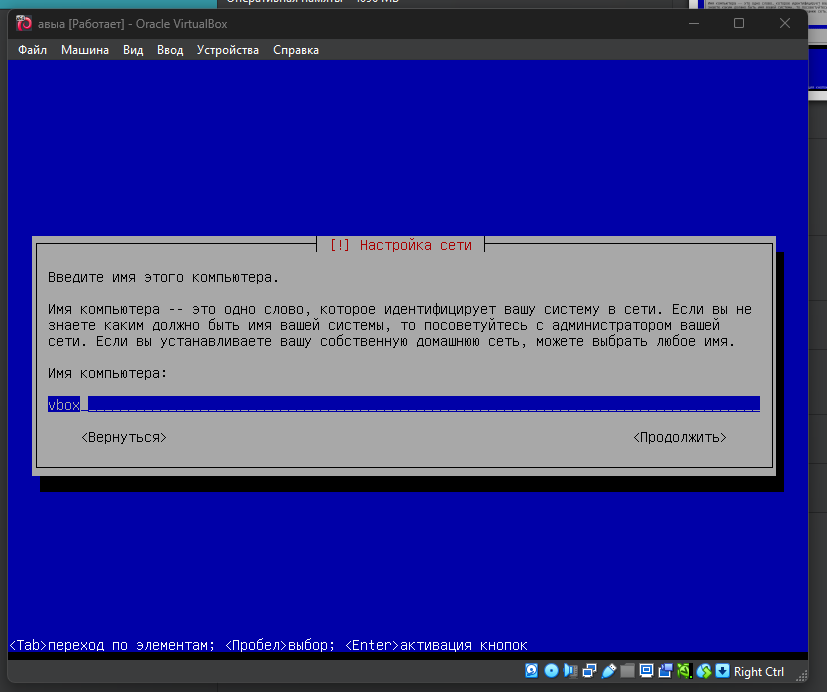 авыа [Работает] - Oracle VirtualBox
Файл Машина Вид Ввод Устройства Справка
[!] Настройка сети
Введите имя этого компьютера.
Имя компьютера -- это одно слово, которое идентифицирует вашу систему в сети. Если вы не
знаете каким должно быть имя вашей системы, то посоветуйтесь с администратором вашей
сети. Если вы устанавливаете вашу собственную домашнюю сеть, можете выбрать любое имя.
Имя компьютера:
vbox
<Вернуться> <Продолжить>
<Tab>переход по элементам; <Пробел>выбор; <Enter>активация кнопок
Right Ctrl